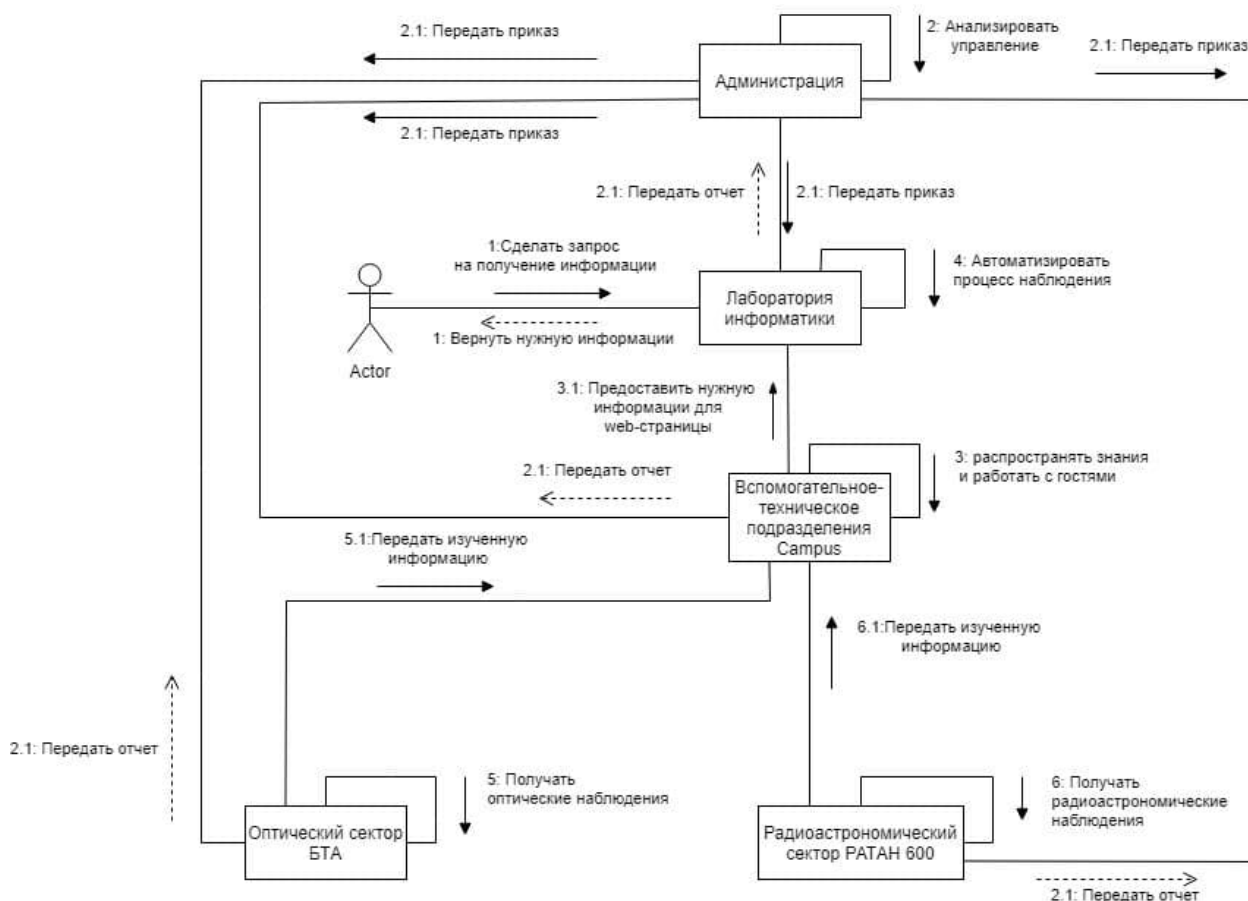 2.1: Передать приказ
2: Анализировать
управление
2.1: Передать приказ
Администрация
2.1: Передать приказ
2.1: Передать отчет
2.1: Передать приказ
1:Сделать запрос
на получение информации
4: Автоматизировать
процесс наблюдения
Лаборатория
информатики
1: Вернуть нужную информации
Actor
3.1: Предоставить нужную
информации для
web-страницы
2.1: Передать отчет
3: распространять знания
и работать с гостями
Вспомогательное-
техническое
подразделения
Campus
5.1:Передать изученную
информацию
6.1:Передать изученную
информацию
2.1: Передать отчет
5: Получать
оптические наблюдения
6: Получать
радиоастрономические
наблюдения
Оптический сектор
БТА
Радиоастрономический
сектор РАТАН 600
2.1: Передать отчет